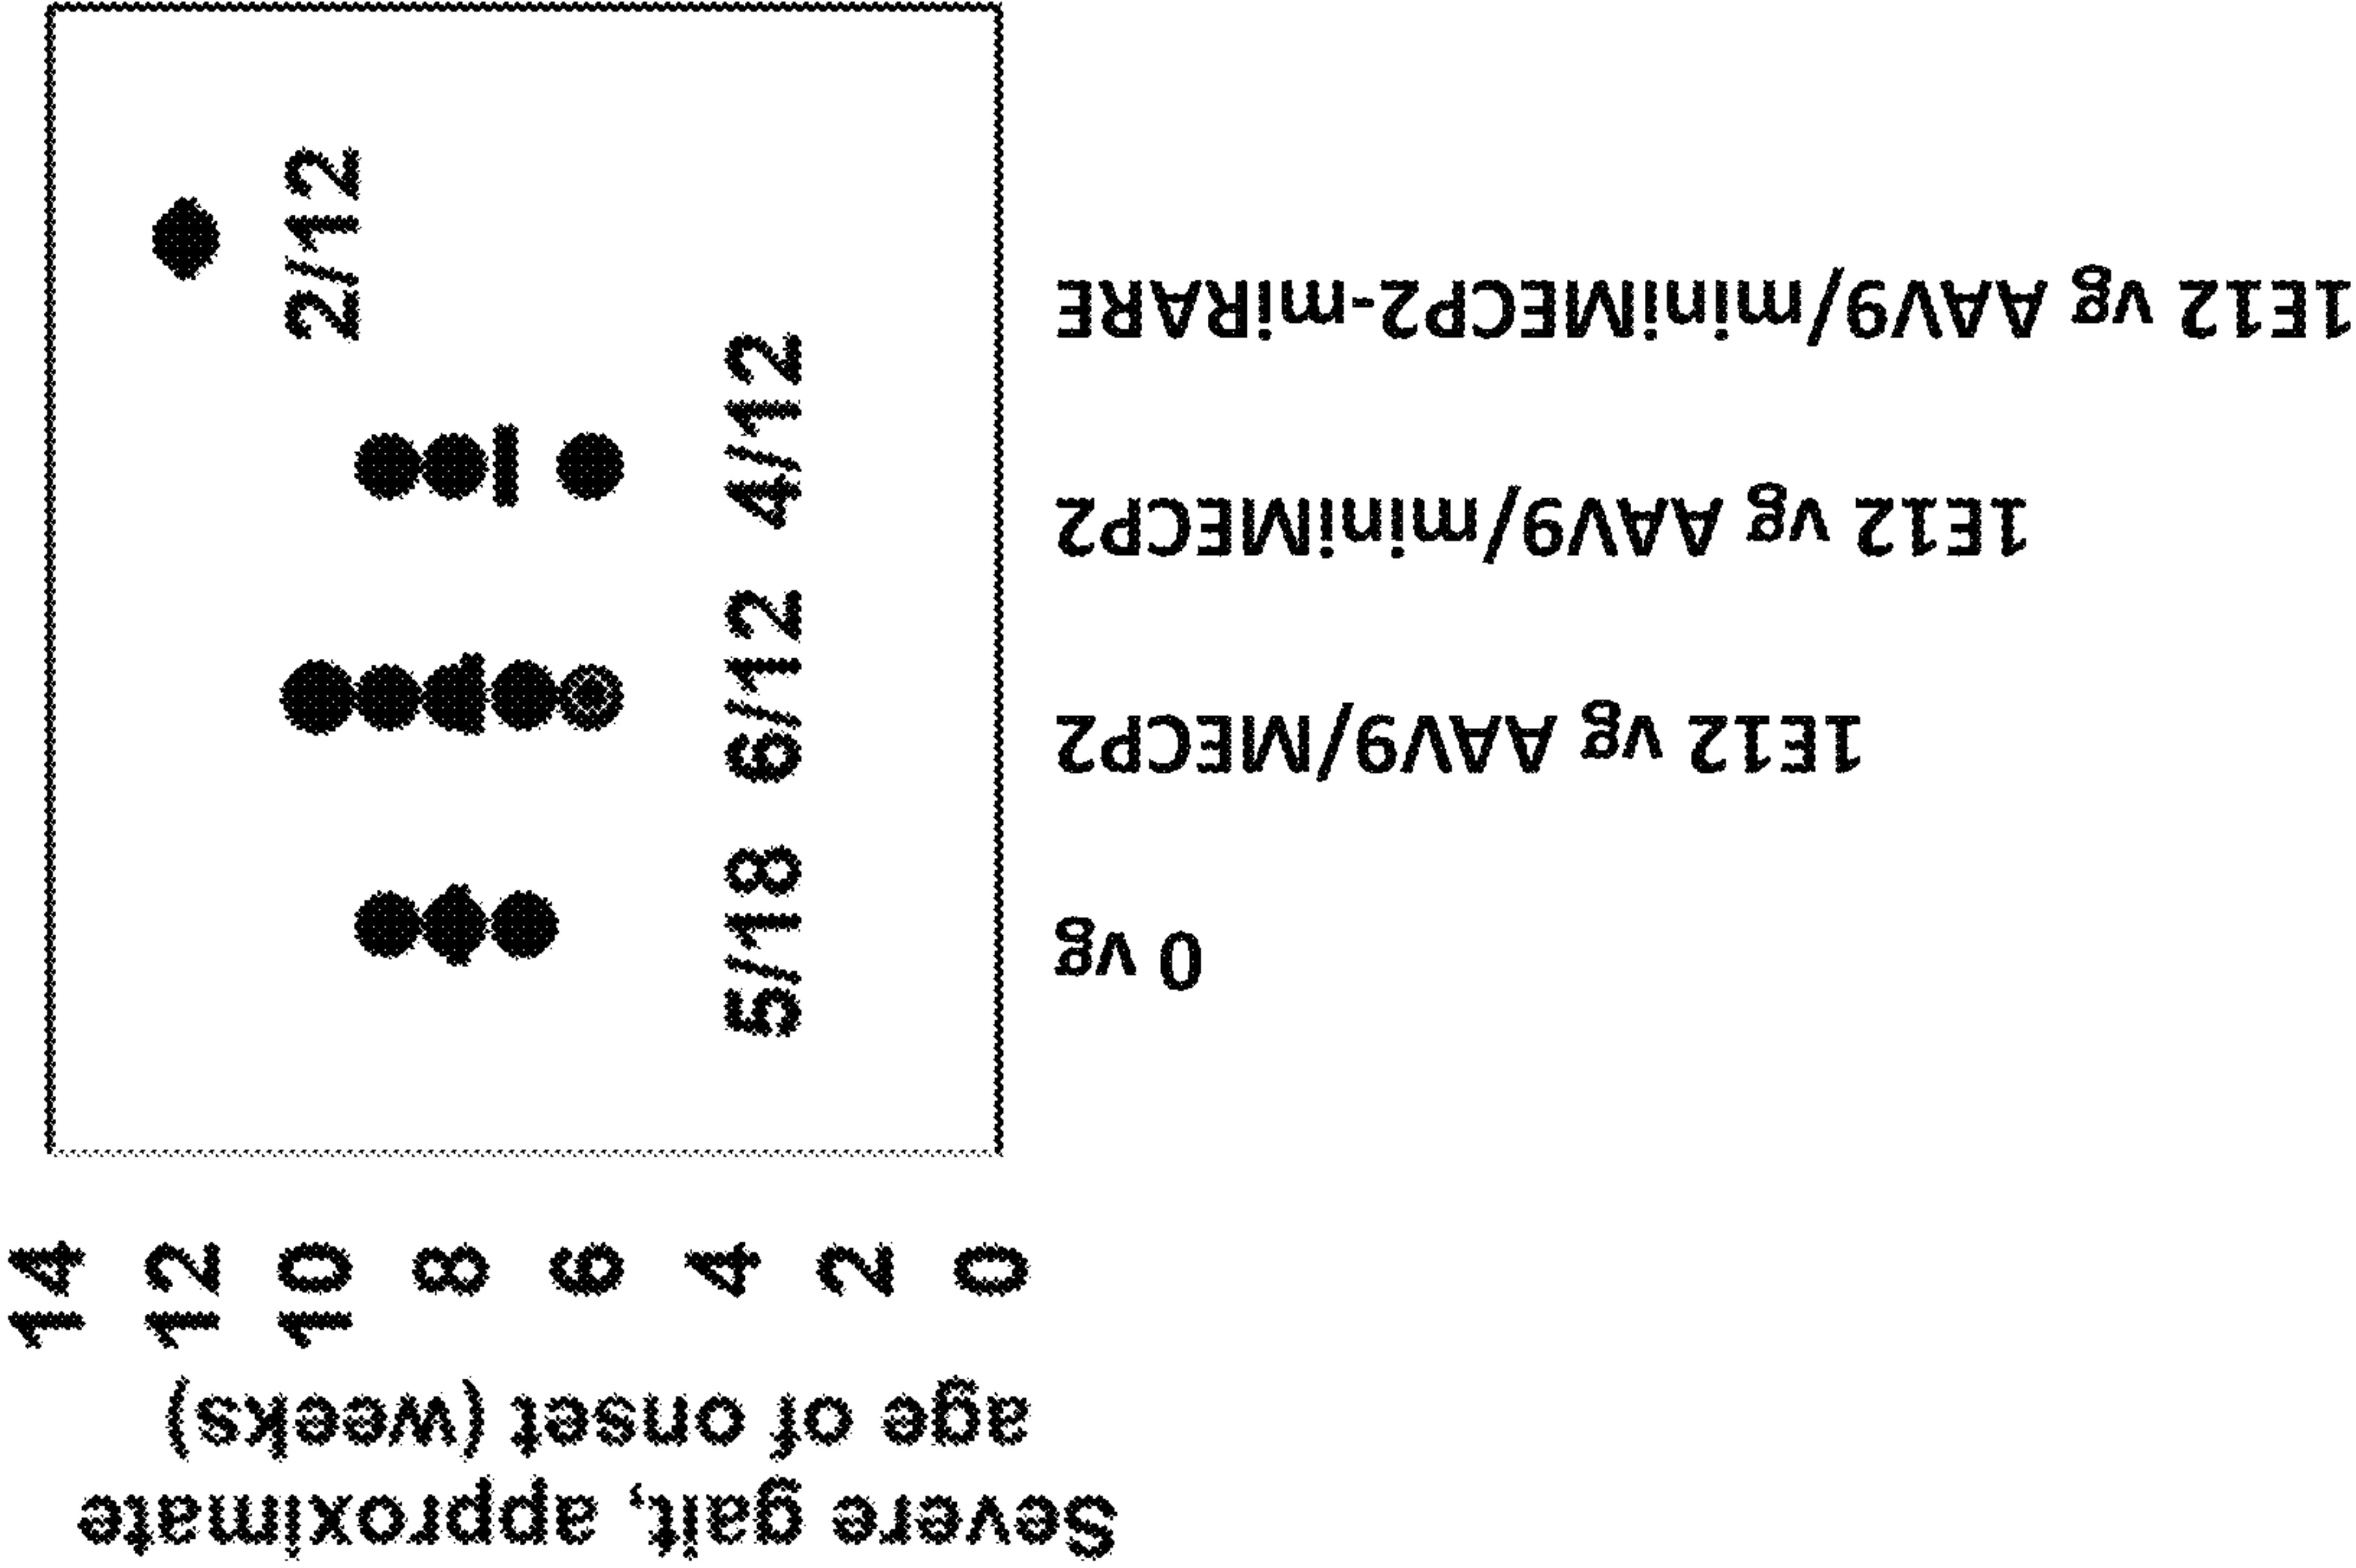 Severe gait, approximate
age of onset (weeks)
14
12
10
8
6
4
2
0
5/18
6/12
4/12
2/12
0 vg
1E12 vg AAV9/MECP2
1E12 vg AAV9/miniMECP2
1E12 vg AAV9/miniMECP2-miRARE